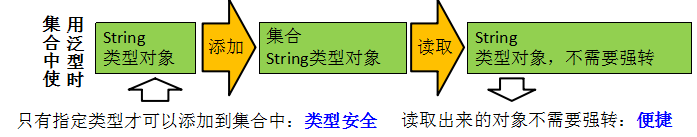 集合中使用泛型时
String
类型对象
添加
集合
String类型对象
读取
String
类型对象，不需要强转
只有指定类型才可以添加到集合中：类型安全
读取出来的对象不需要强转：便捷